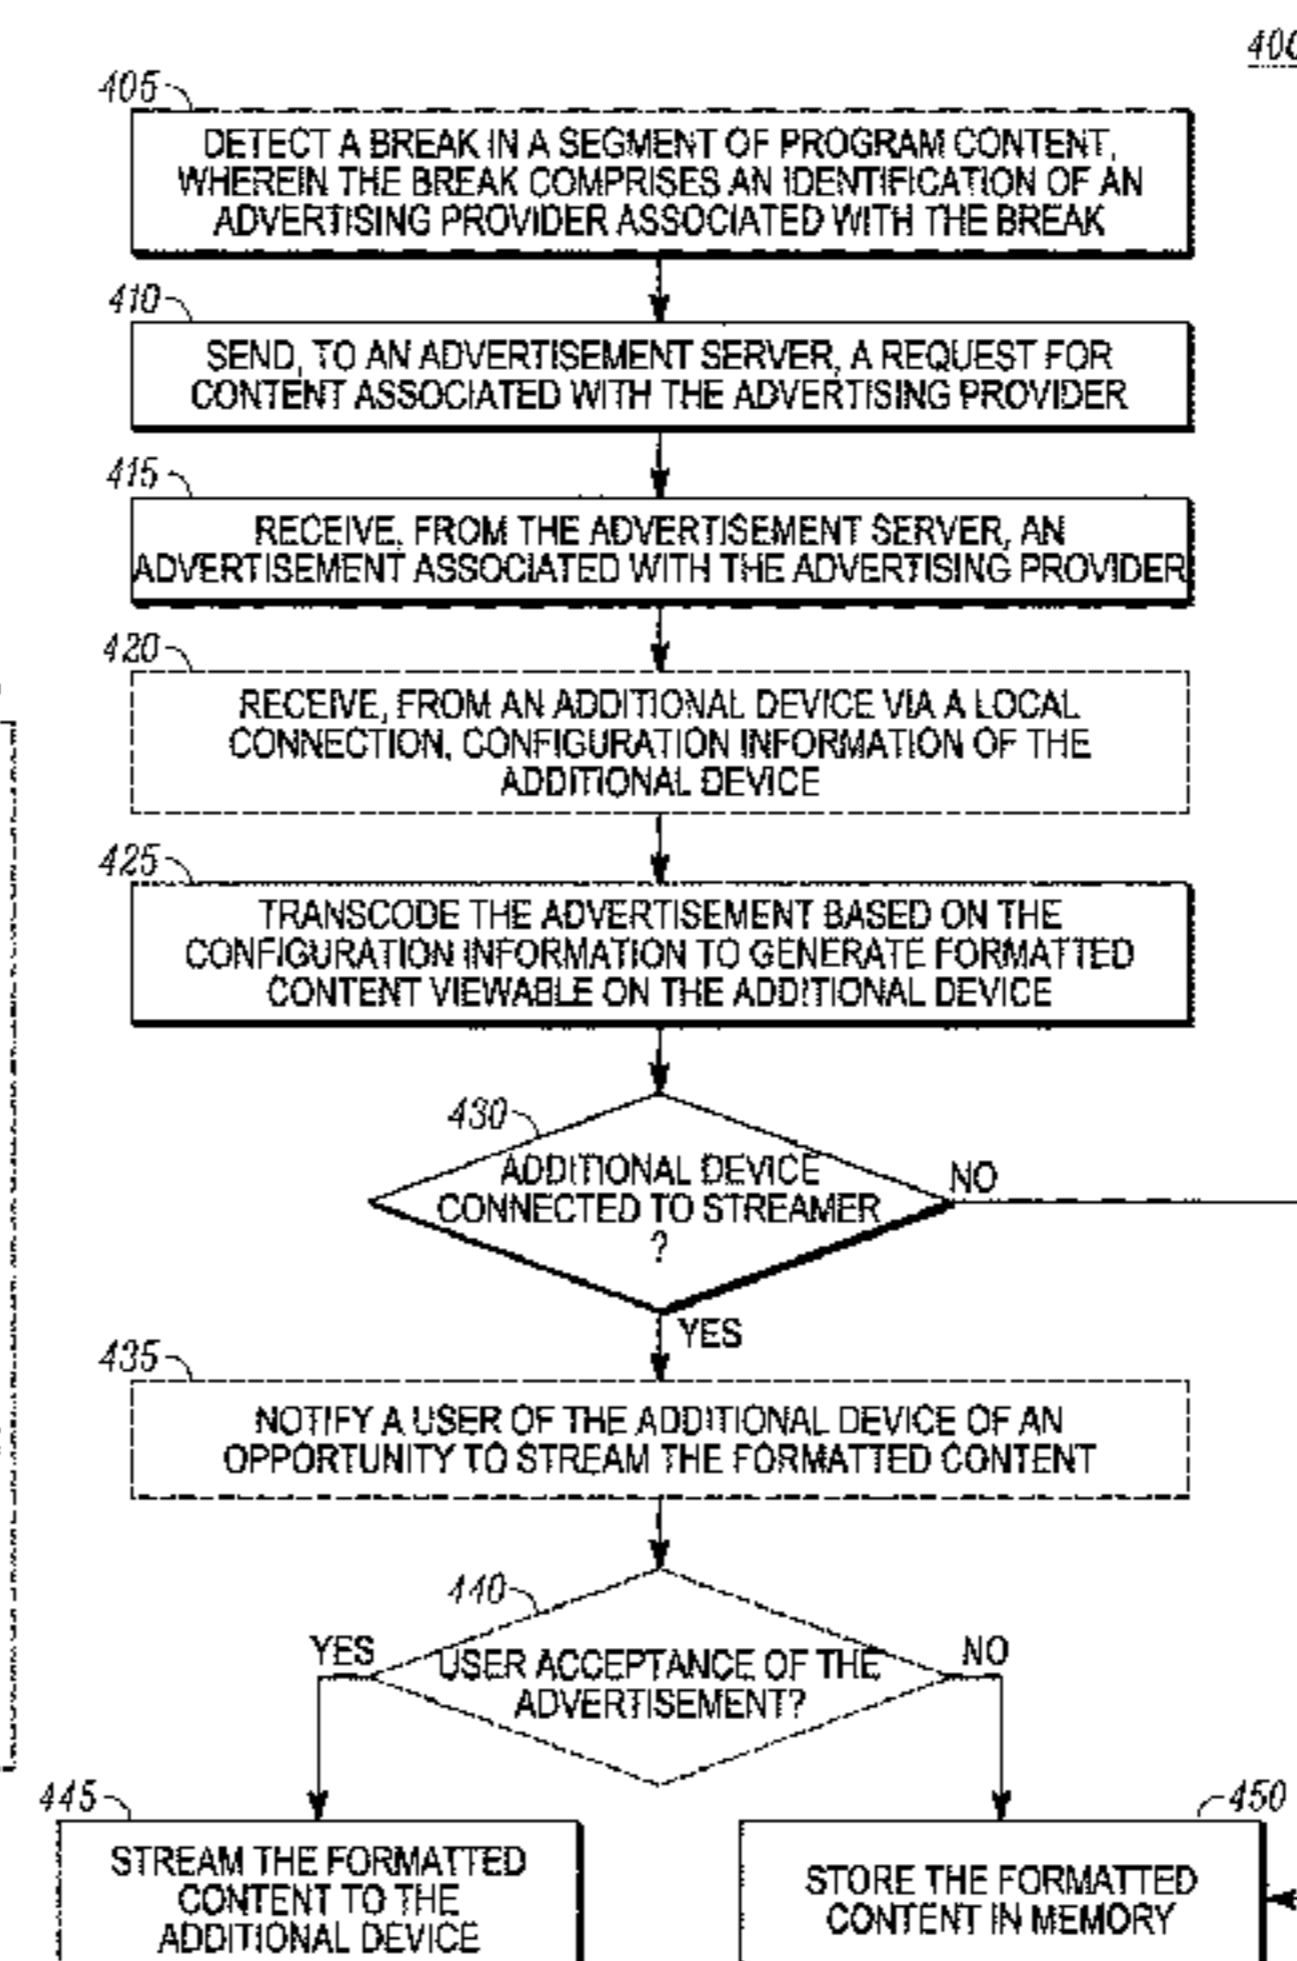 400
405
DETECT A BREAK IN A SEGMENT OF PROGRAM CONTENT,
WHEREIN THE BREAK COMPRISES AN IDENTIFICATION OF AN
ADVERTISING PROVIDER ASSOCIATED WITH THE BREAK
410
SEND, TO AN ADVERTISEMENT SERVER, A REQUEST FOR
CONTENT ASSOCIATED WITH THE ADVERTISING PROVIDER
415
RECEIVE, FROM THE ADVERTISEMENT SERVER, AN
ADVERTISEMENT ASSOCIATED WITH THE ADVERTISING PROVIDER
420
RECEIVE, FROM AN ADDITIONAL DEVICE VIA A LOCAL
CONNECTION, CONFIGURATION INFORMATION OF THE
ADDITIONAL DEVICE
425
TRANSCODE THE ADVERTISEMENT BASED ON THE
CONFIGURATION INFORMATION TO GENERATE FORMATTED
CONTENT VIEWABLE ON THE ADDITIONAL DEVICE
430
ADDITIONAL DEVICE
CONNECTED TO STREAMER
?
NO
YES
435
NOTIFY A USER OF THE ADDITIONAL DEVICE OF AN
OPPORTUNITY TO STREAM THE FORMATTED CONTENT
440
USER ACCEPTANCE OF THE
ADVERTISEMENT?
YES
NO
445
STREAM THE FORMATTED
CONTENT TO THE
ADDITIONAL DEVICE
450
STORE THE FORMATTED
CONTENT IN MEMORY